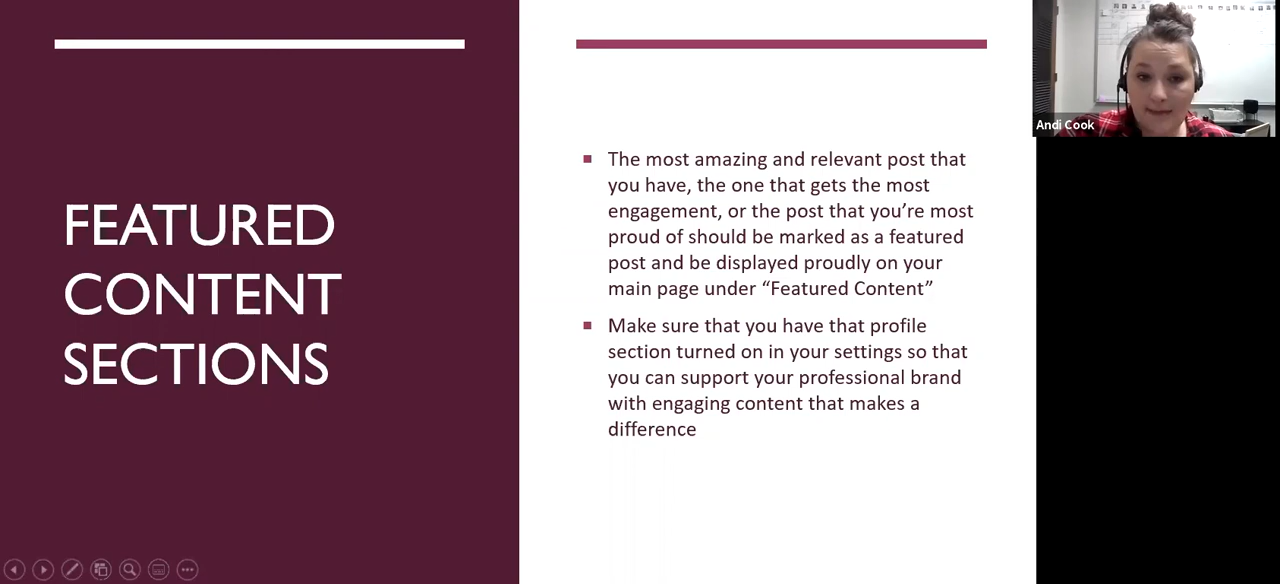 FEATURED
CONTENT
SECTIONS
The most amazing and relevant post that
you have, the one that gets the most
engagement, or the post that you’re most
proud of should be marked as a featured
post and be displayed proudly on your
main page under “Featured Content”
Make sure that you have that profile
section turned on in your settings so that
you can support your professional brand
with engaging content that makes a
difference
Andi Cook